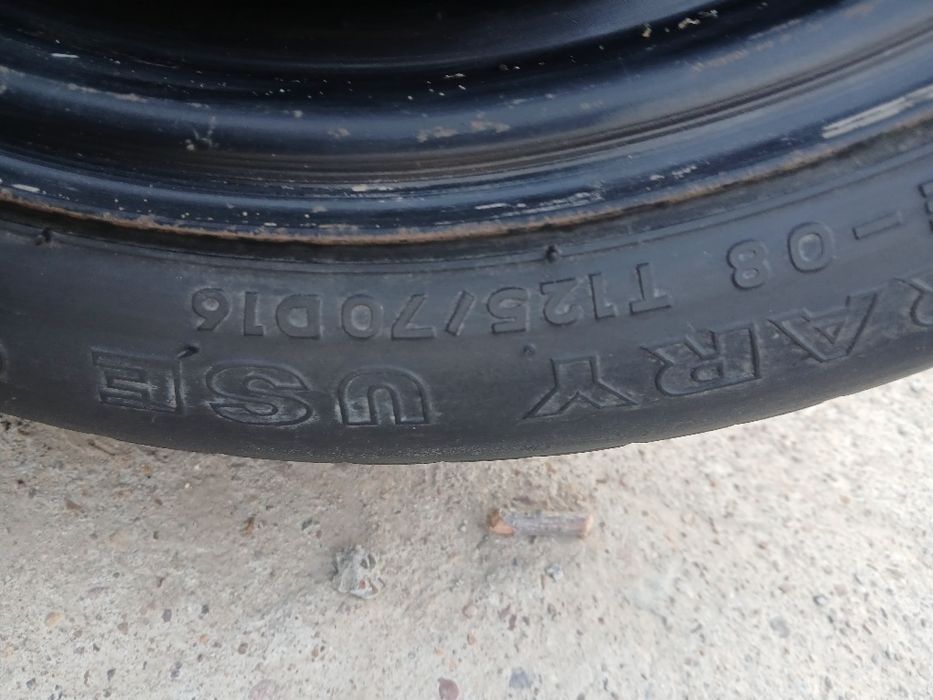 RARY USE
-08 T125/70D16